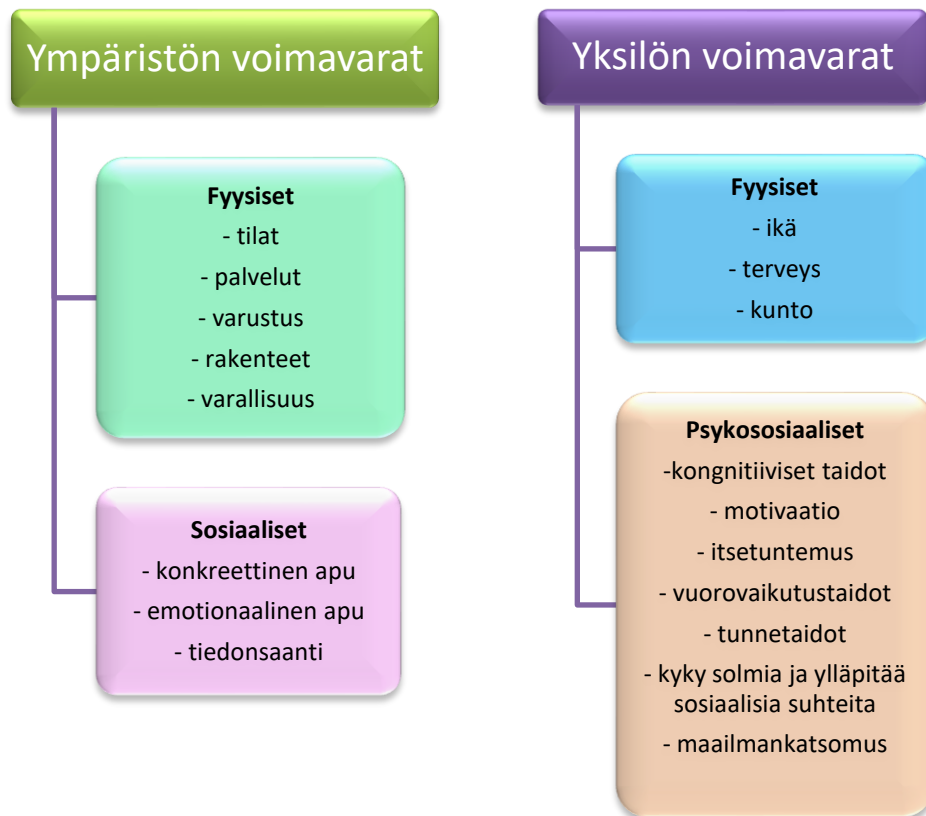 Ympäristön voimavarat
Fyysiset
- tilat
- palvelut
- varustus
- rakenteet
- varallisuus
Sosiaaliset
- konkreettinen apu
- emotionaalinen apu
- tiedonsaanti
Yksilön voimavarat
Fyysiset
- ikä
- terveys
- kunto
Psykososiaaliset
-kongnitiiviset taidot
- motivaatio
- itsetuntemus
- vuorovaikutustaidot
- tunnetaidot
- kyky solmia ja ylläpitää
sosiaalisia suhteita
- maailmankatsomus